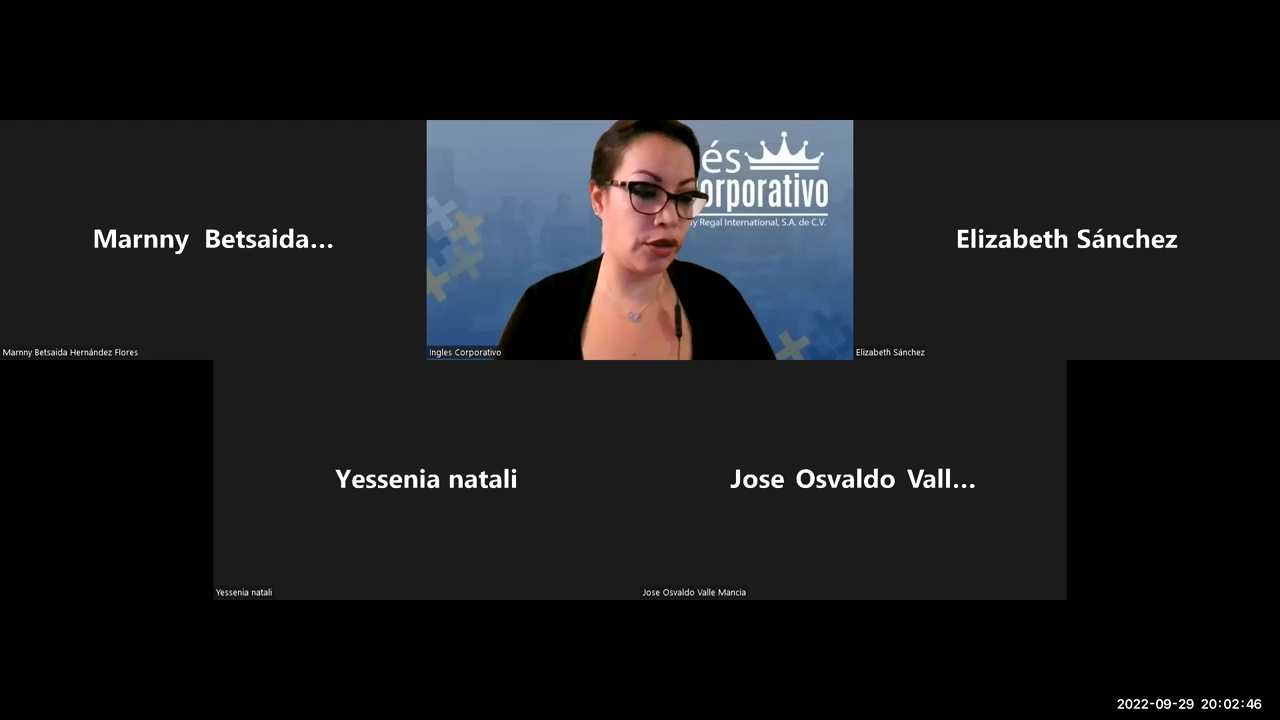 Marnny Betsaida...
Marnny Betsaida Hernández Flores
és
orporativo
by Regal International, S.A. de C.V.
Ingles Corporativo
Elizabeth Sánchez
Elizabeth Sánchez
Yessenia natali
Yessenia natali
Jose Osvaldo Vall...
Jose Osvaldo Valle Mancia
2022-09-29 20:02:46